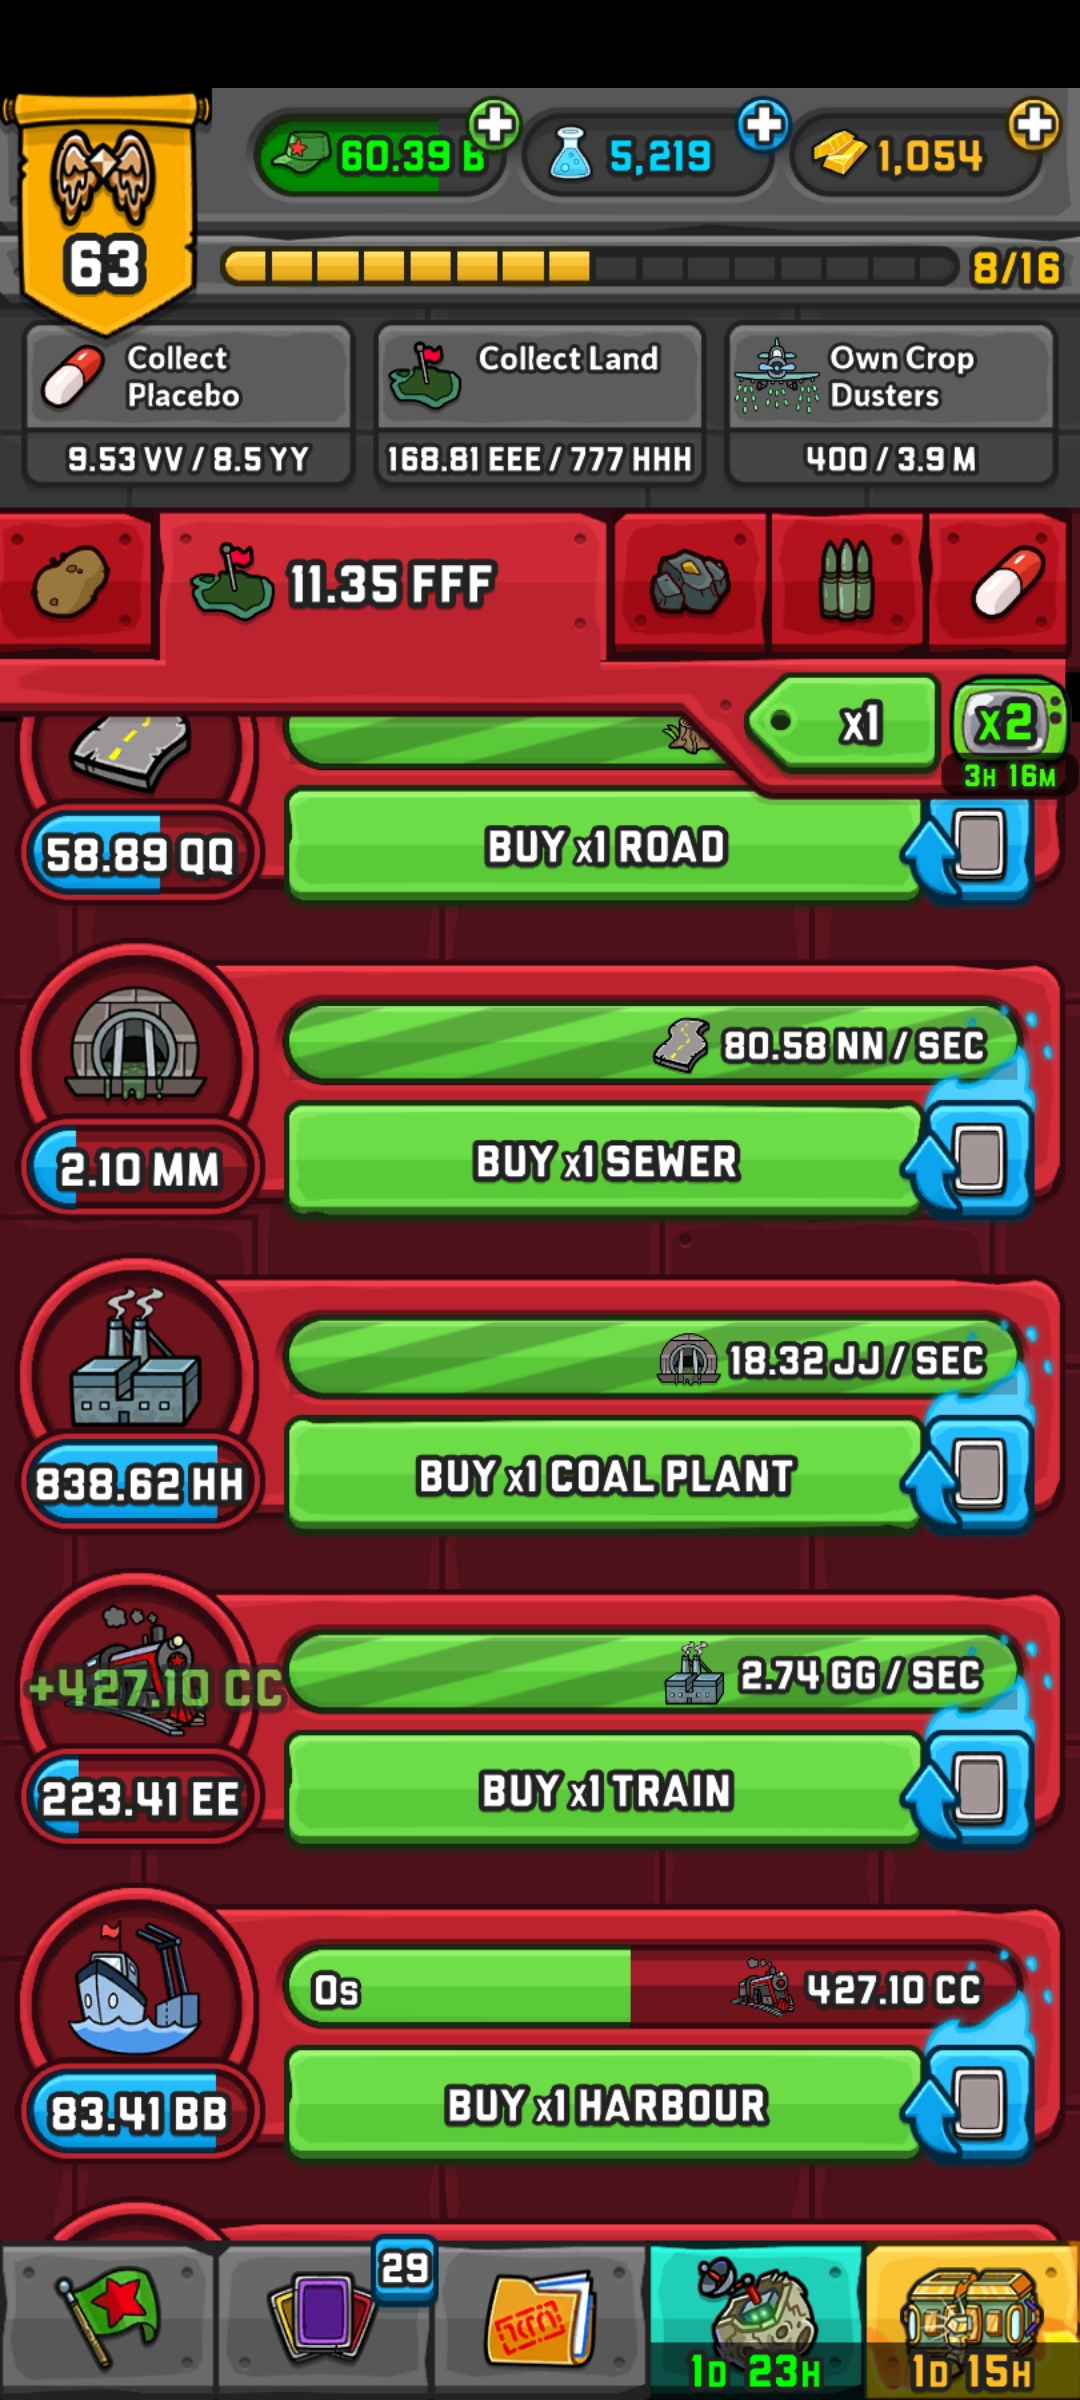 60.39 B
5,219
1,054
63
8/16
Collect
Placebo
9.53 VV / 8.5 YY
Collect Land
168.81 EEE / 777 HHH
Own Crop
Dusters
400 / 3.9 M
11.35 FFF
x1
x2
3H 16M
58.89 QQ
BUY x1 ROAD
80.58 NN / SEC
2.10 MM
BUY x1 SEWER
18.32 JJ / SEC
838.62 HH
BUY x1 COAL PLANT
+427.10 CC
2.74 GG / SEC
223.41 EE
BUY x1 TRAIN
0s
427.10 CC
83.41 BB
BUY x1 HARBOUR
29
1D 23H
1D 15H